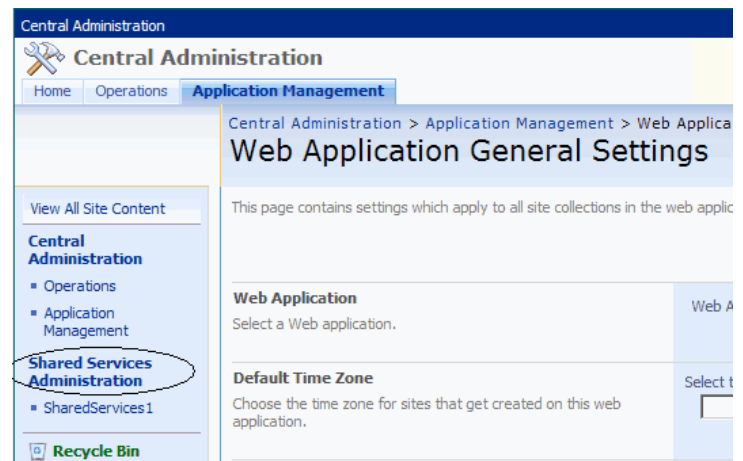 Central Administration
Central Administration
Home Operations Application Management
Central Administration > Application Management > Web Applica
Web Application General Settings
View All Site Content
This page contains settings which apply to all site collections in the web applic
Central
Administration
Operations
Application
Management
Shared Services
Administration
SharedServices1
Recycle Bin
Web Application
Select a Web application.
Web A
Default Time Zone
Choose the time zone for sites that get created on this web
application.
Select t